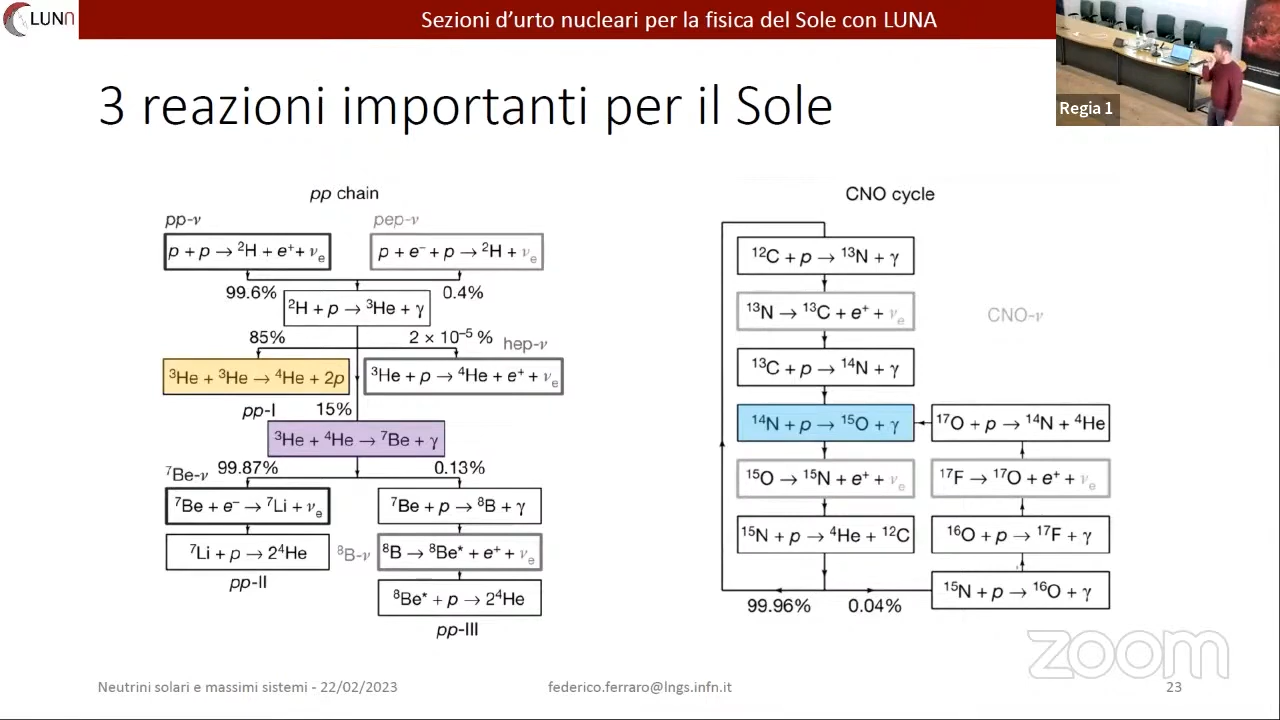 LUNA
Sezioni d'urto nucleari per la fisica del Sole con LUNA
Regia 1
3 reazioni importanti per il Sole
pp chain
pp-ν
pep-ν
p + p → ²H + e⁺ + νₑ
p + e⁻ + p → ²H + νₑ
99.6%
0.4%
²H + p → ³He + γ
85%
2 × 10⁻⁵ %
hep-ν
³He + ³He → ⁴He + 2p
³He + p → ⁴He + e⁺ + νₑ
pp-I
15%
³He + ⁴He → ⁷Be + γ
⁷Be-ν
99.87%
0.13%
⁷Be + e⁻ → ⁷Li + νₑ
⁷Be + p → ⁸B + γ
⁷Li + p → 2⁴He
⁸B-ν
⁸B → ⁸Be* + e⁺ + νₑ
pp-II
⁸Be* + p → 2⁴He
pp-III
CNO cycle
¹²C + p → ¹³N + γ
¹³N → ¹³C + e⁺ + νₑ
CNO-ν
¹³C + p → ¹⁴N + γ
¹⁴N + p → ¹⁵O + γ
¹⁷O + p → ¹⁴N + ⁴He
¹⁵O → ¹⁵N + e⁺ + νₑ
¹⁷F → ¹⁷O + e⁺ + νₑ
¹⁵N + p → ⁴He + ¹²C
¹⁶O + p → ¹⁷F + γ
¹⁵N + p → ¹⁶O + γ
99.96%
0.04%
zoom
Neutrini solari e massimi sistemi - 22/02/2023
federico.ferraro@lngs.infn.it
23